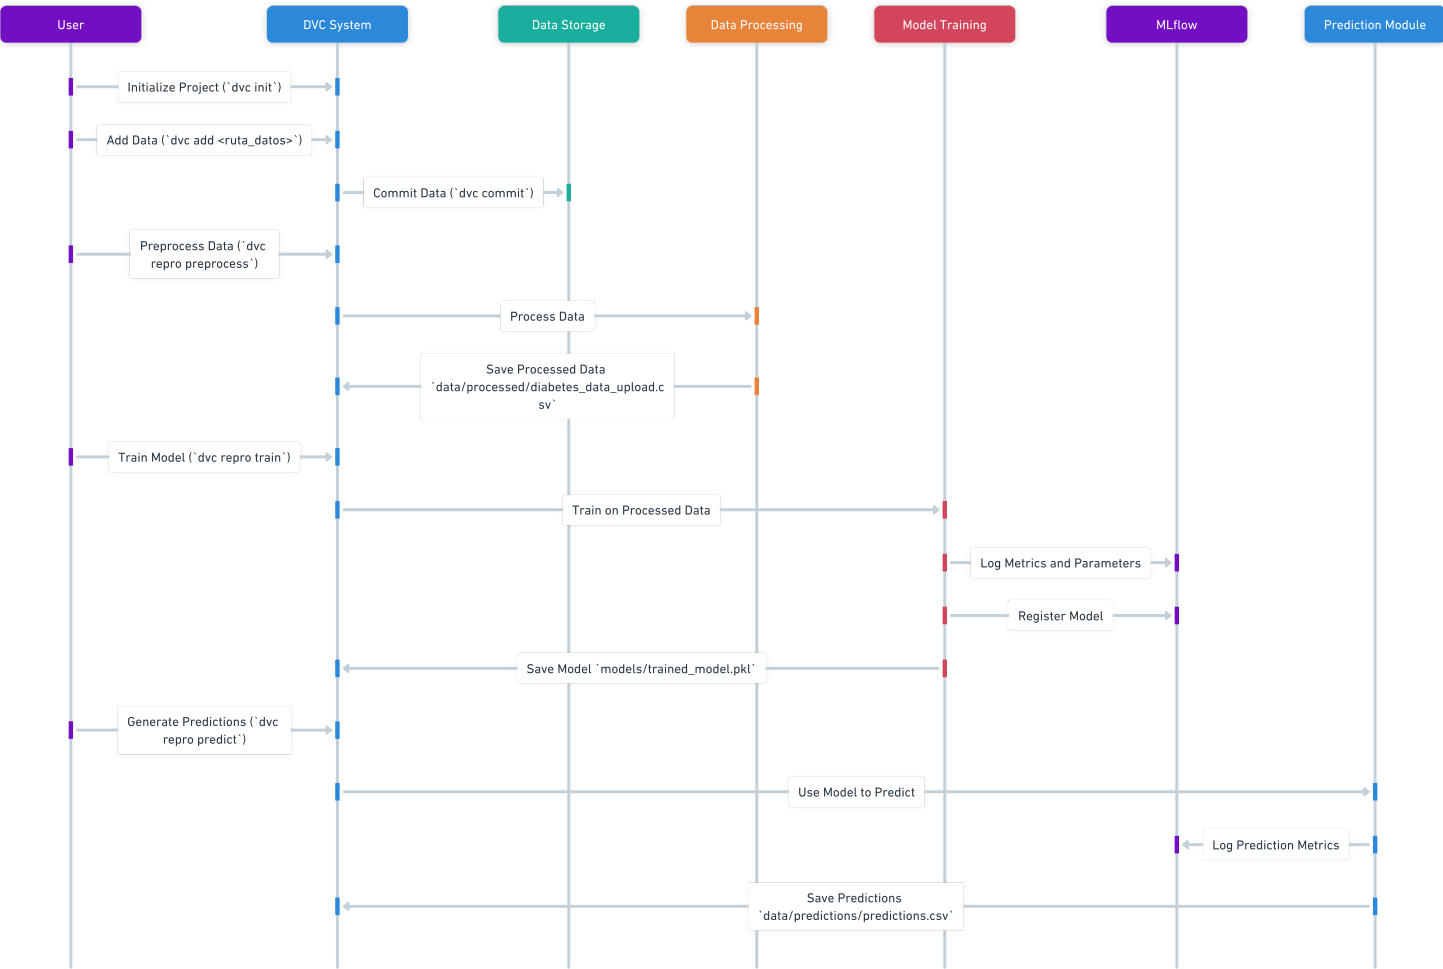 User
DVC System
Data Storage
Data Processing
Model Training
MLflow
Prediction Module
Initialize Project (`dvc init`)
Add Data (`dvc add <ruta_datos>`)
Commit Data (`dvc commit`)
Preprocess Data (`dvc
repro preprocess`)
Process Data
Save Processed Data
`data/processed/diabetes_data_upload.c
sv`
Train Model (`dvc repro train`)
Train on Processed Data
Log Metrics and Parameters
Register Model
Save Model `models/trained_model.pkl`
Generate Predictions (`dvc
repro predict`)
Use Model to Predict
Log Prediction Metrics
Save Predictions
`data/predictions/predictions.csv`